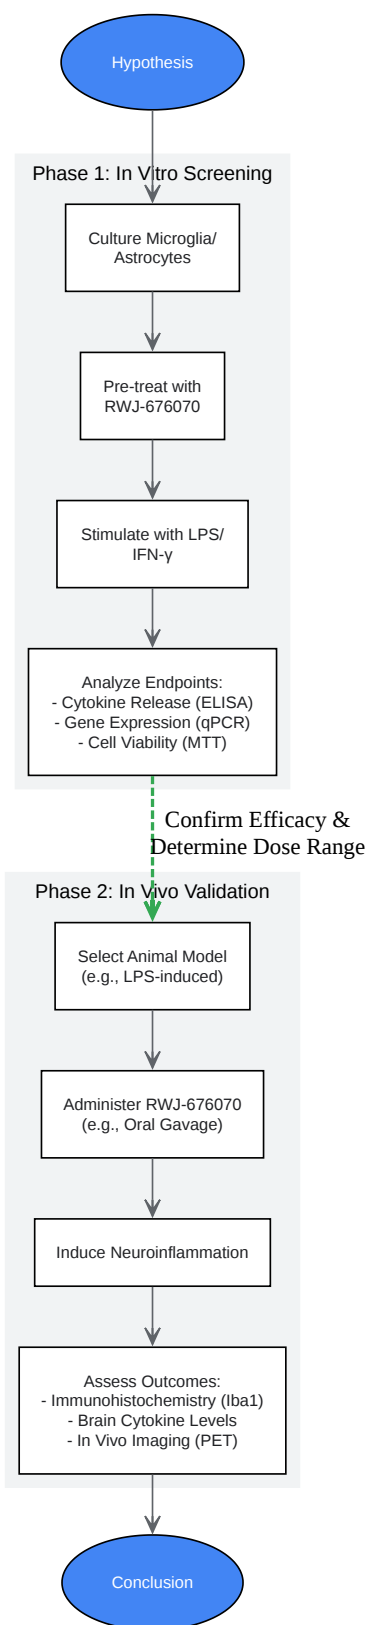 Hypothesis
Phase 1: In Vitro Screening
Culture Microglia/
Astrocytes
Pre-treat with
RWJ-676070
Stimulate with LPS/
IFN-γ
Analyze Endpoints:
- Cytokine Release (ELISA)
- Gene Expression (qPCR)
- Cell Viability (MTT)
Confirm Efficacy &
Determine Dose Range
Phase 2: In Vivo Validation
Select Animal Model
(e.g., LPS-induced)
Administer RWJ-676070
(e.g., Oral Gavage)
Induce Neuroinflammation
Assess Outcomes:
- Immunohistochemistry (Iba1)
- Brain Cytokine Levels
- In Vivo Imaging (PET)
Conclusion